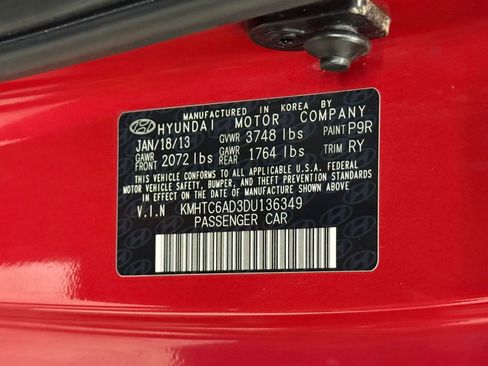 MANUFACTURED IN KOREA BY
HYUNDAI MOTOR COMPANY
JAN/18/13 GVWR 3748 lbs PAINT P9R
GAWR FRONT 2072 lbs GAWR REAR 1764 lbs TRIM RY
THIS VEHICLE CONFORMS TO ALL APPLICABLE U.S.A. FEDERAL
MOTOR VEHICLE SAFETY, BUMPER, AND THEFT PREVENTION STANDARDS
IN EFFECT ON THE DATE OF MANUFACTURE SHOWN ABOVE.
V.I.N KMHTC6AD3DU136349
PASSENGER CAR